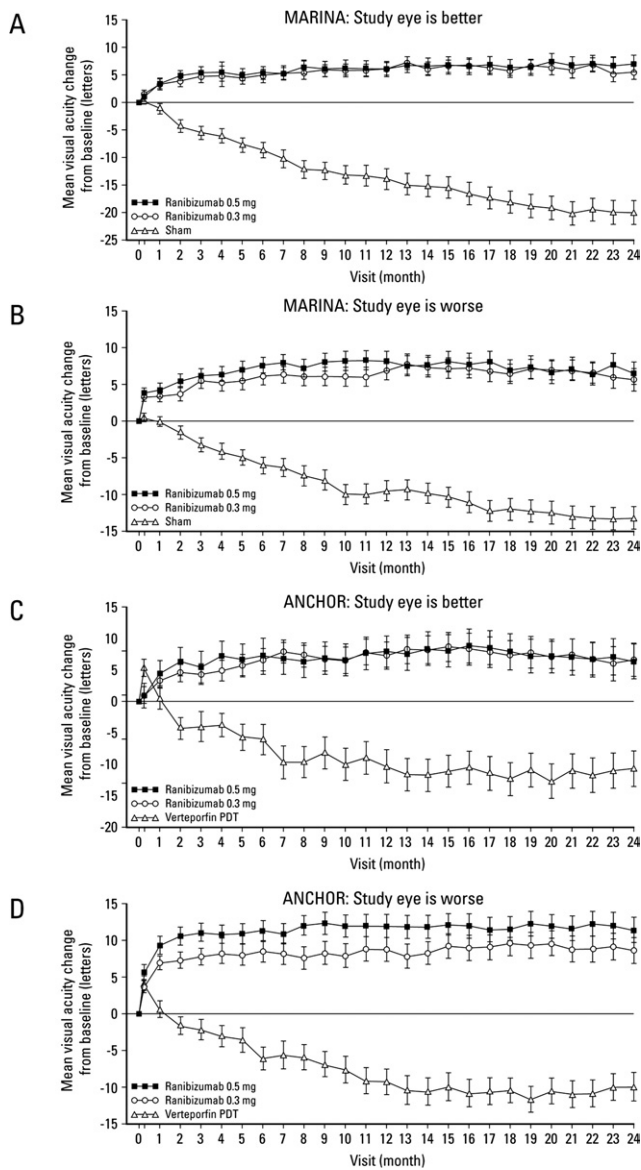 A
MARINA: Study eye is better
Mean visual acuity change
from baseline (letters)
15
10
5
0
-5
-10
-15
-20
-25
Ranibizumab 0.5 mg
Ranibizumab 0.3 mg
Sham
0 1 2 3 4 5 6 7 8 9 10 11 12 13 14 15 16 17 18 19 20 21 22 23 24
Visit (month)
B
MARINA: Study eye is worse
Mean visual acuity change
from baseline (letters)
15
10
5
0
-5
-10
-15
Ranibizumab 0.5 mg
Ranibizumab 0.3 mg
Sham
0 1 2 3 4 5 6 7 8 9 10 11 12 13 14 15 16 17 18 19 20 21 22 23 24
Visit (month)
C
ANCHOR: Study eye is better
Mean visual acuity change
from baseline (letters)
15
10
5
0
-5
-10
-15
-20
Ranibizumab 0.5 mg
Ranibizumab 0.3 mg
Verteporfin PDT
0 1 2 3 4 5 6 7 8 9 10 11 12 13 14 15 16 17 18 19 20 21 22 23 24
Visit (month)
D
ANCHOR: Study eye is worse
Mean visual acuity change
from baseline (letters)
15
10
5
0
-5
-10
-15
Ranibizumab 0.5 mg
Ranibizumab 0.3 mg
Verteporfin PDT
0 1 2 3 4 5 6 7 8 9 10 11 12 13 14 15 16 17 18 19 20 21 22 23 24
Visit (month)